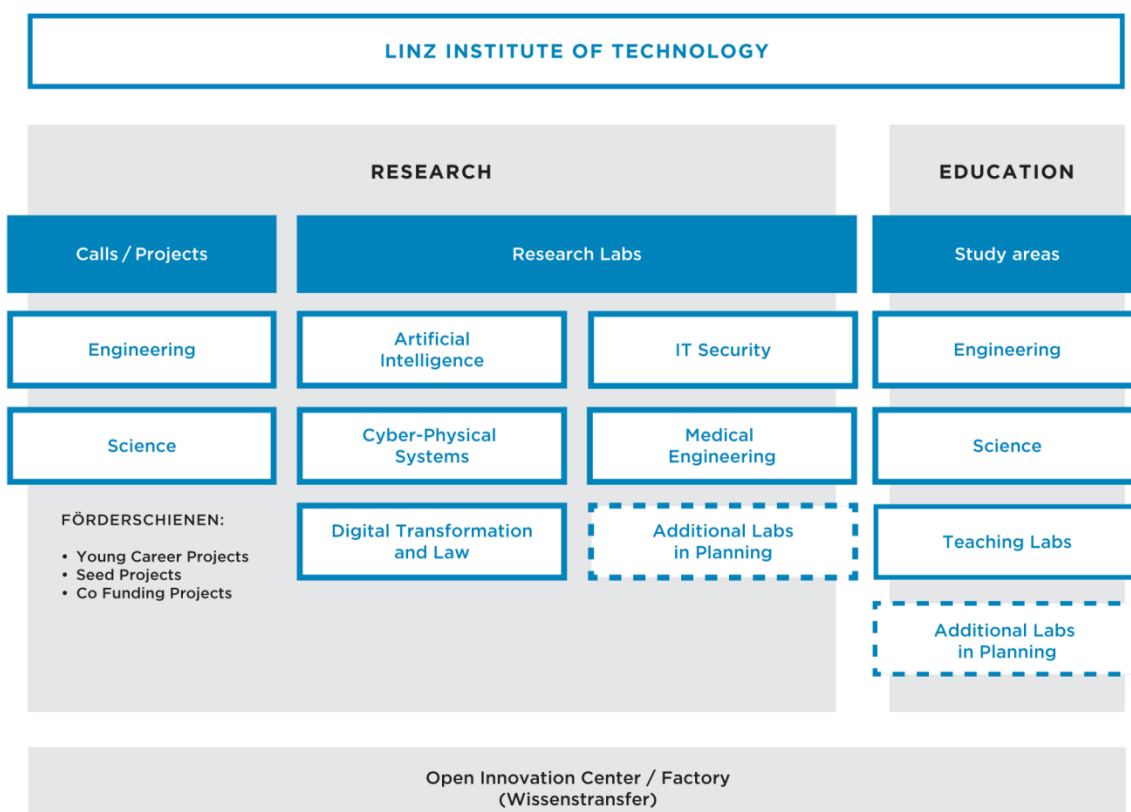 LINZ INSTITUTE OF TECHNOLOGY
RESEARCH
Calls / Projects
Engineering
Science
FÖRDERSCHIENEN:
• Young Career Projects
• Seed Projects
• Co Funding Projects
Research Labs
Artificial
Intelligence
IT Security
Cyber-Physical
Systems
Medical
Engineering
Digital Transformation
and Law
Additional Labs
in Planning
EDUCATION
Study areas
Engineering
Science
Teaching Labs
Additional Labs
in Planning
Open Innovation Center / Factory
(Wissenstransfer)